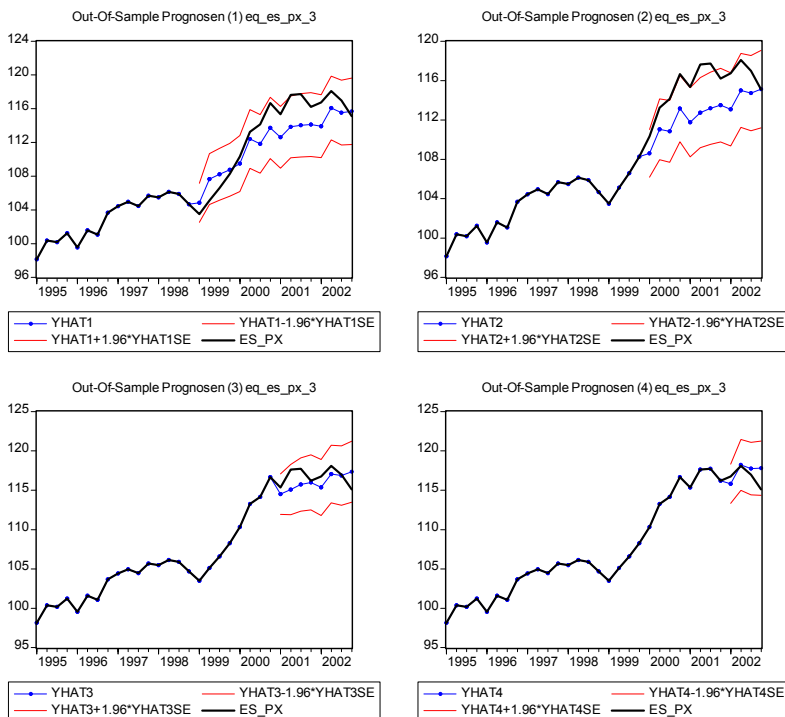 Out-Of-Sample Prognosen (1) eq_es_px_3
124
120
116
112
108
104
100
96
1995 1996 1997 1998 1999 2000 2001 2002
YHAT1 YHAT1-1.96*YHAT1SE
YHAT1+1.96*YHAT1SE ES_PX
Out-Of-Sample Prognosen (2) eq_es_px_3
120
116
112
108
104
100
96
1995 1996 1997 1998 1999 2000 2001 2002
YHAT2 YHAT2-1.96*YHAT2SE
YHAT2+1.96*YHAT2SE ES_PX
Out-Of-Sample Prognosen (3) eq_es_px_3
125
120
115
110
105
100
95
1995 1996 1997 1998 1999 2000 2001 2002
YHAT3 YHAT3-1.96*YHAT3SE
YHAT3+1.96*YHAT3SE ES_PX
Out-Of-Sample Prognosen (4) eq_es_px_3
125
120
115
110
105
100
95
1995 1996 1997 1998 1999 2000 2001 2002
YHAT4 YHAT4-1.96*YHAT4SE
YHAT4+1.96*YHAT4SE ES_PX